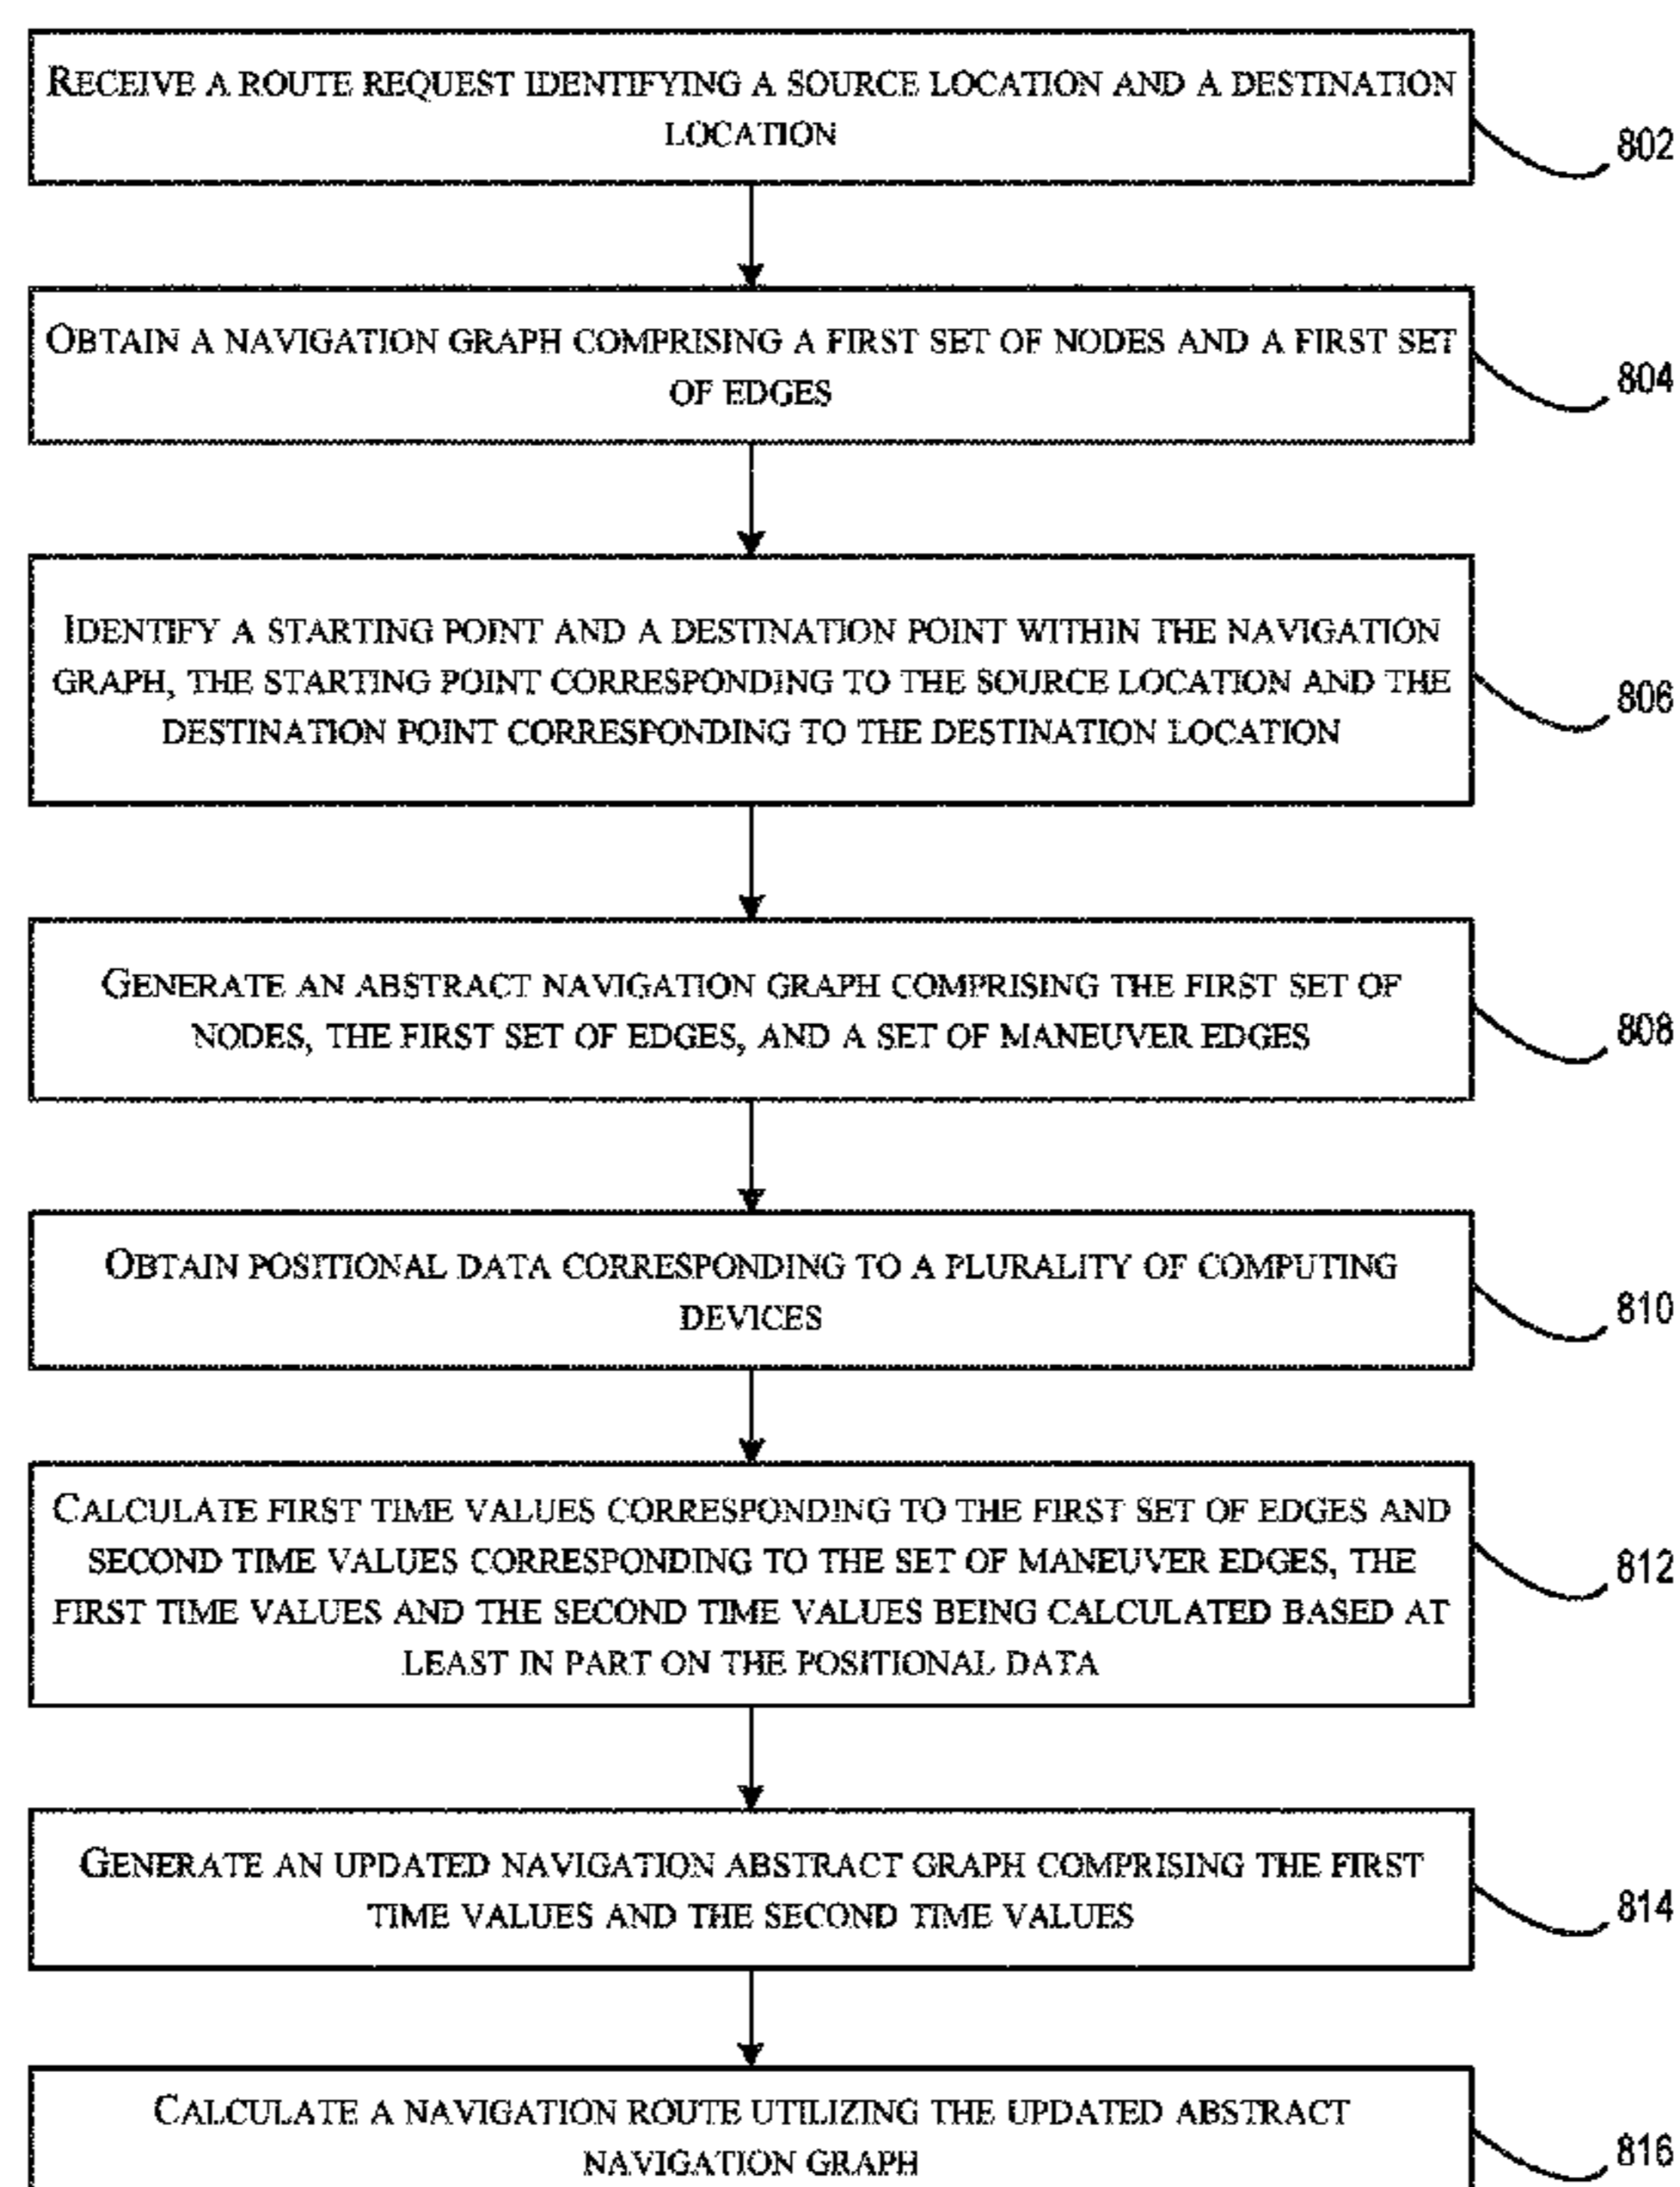 RECEIVE A ROUTE REQUEST IDENTIFYING A SOURCE LOCATION AND A DESTINATION
LOCATION
802
OBTAIN A NAVIGATION GRAPH COMPRISING A FIRST SET OF NODES AND A FIRST SET
OF EDGES
804
IDENTIFY A STARTING POINT AND A DESTINATION POINT WITHIN THE NAVIGATION
GRAPH, THE STARTING POINT CORRESPONDING TO THE SOURCE LOCATION AND THE
DESTINATION POINT CORRESPONDING TO THE DESTINATION LOCATION
806
GENERATE AN ABSTRACT NAVIGATION GRAPH COMPRISING THE FIRST SET OF
NODES, THE FIRST SET OF EDGES, AND A SET OF MANEUVER EDGES
808
OBTAIN POSITIONAL DATA CORRESPONDING TO A PLURALITY OF COMPUTING
DEVICES
810
CALCULATE FIRST TIME VALUES CORRESPONDING TO THE FIRST SET OF EDGES AND
SECOND TIME VALUES CORRESPONDING TO THE SET OF MANEUVER EDGES, THE
FIRST TIME VALUES AND THE SECOND TIME VALUES BEING CALCULATED BASED AT
LEAST IN PART ON THE POSITIONAL DATA
812
GENERATE AN UPDATED NAVIGATION ABSTRACT GRAPH COMPRISING THE FIRST
TIME VALUES AND THE SECOND TIME VALUES
814
CALCULATE A NAVIGATION ROUTE UTILIZING THE UPDATED ABSTRACT
NAVIGATION GRAPH
816